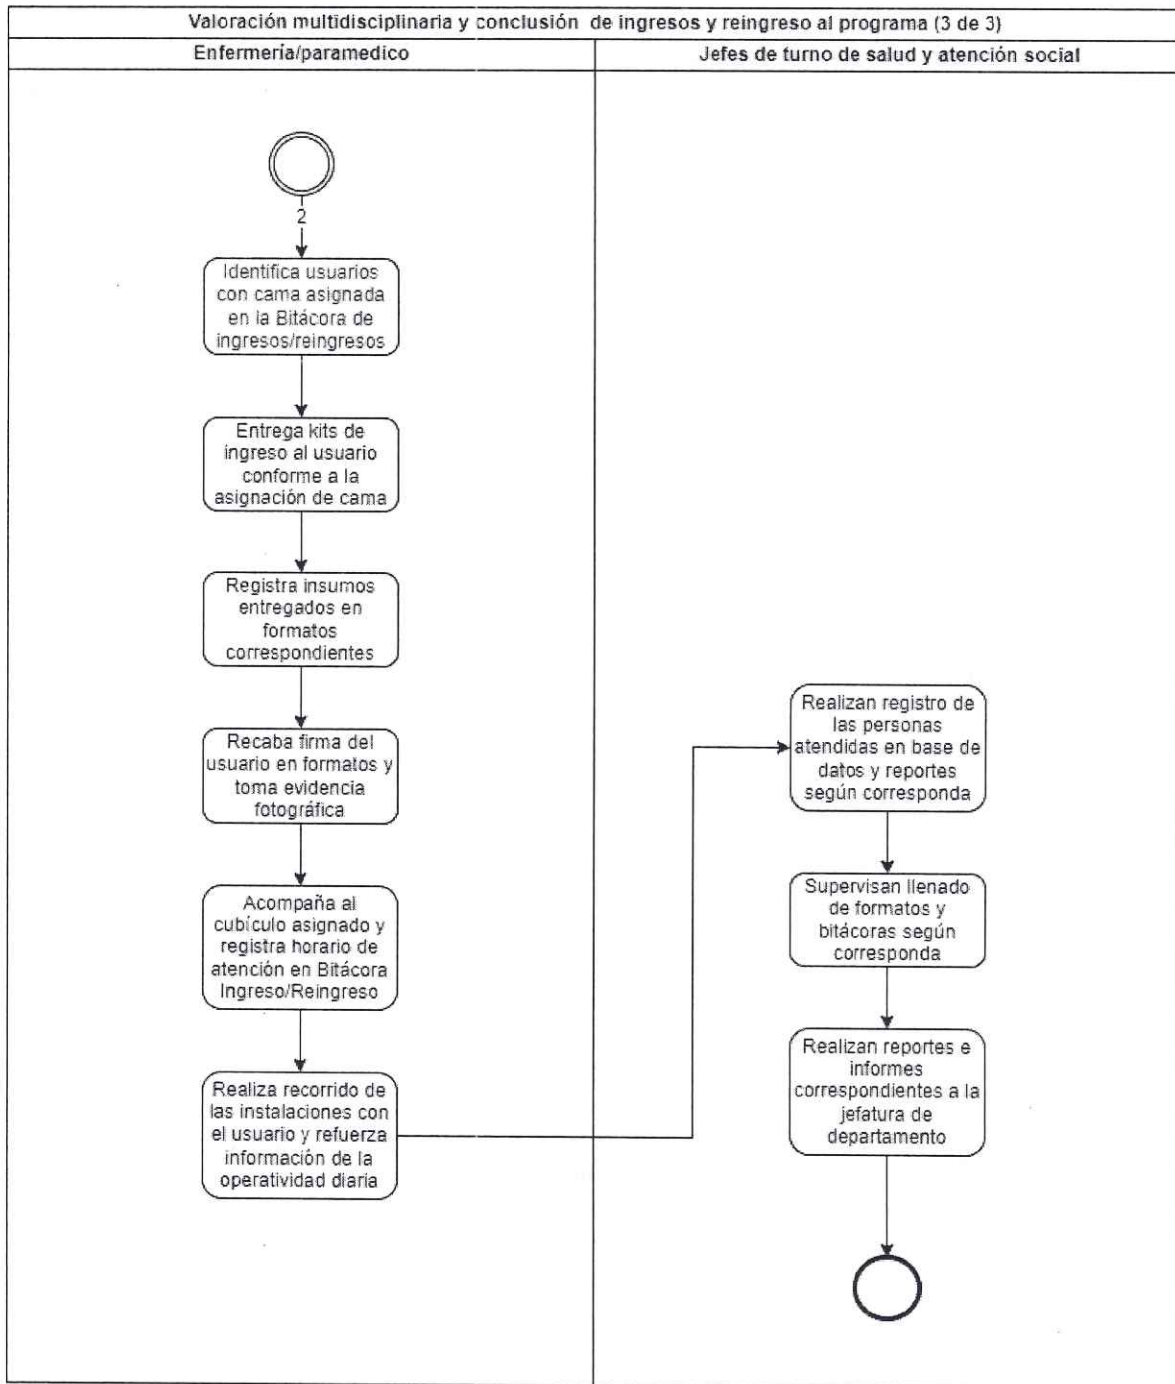 Valoración multidisciplinaria y conclusión de ingresos y reingreso al programa (3 de 3)
Enfermería/paramedico
Jefes de turno de salud y atención social
2
Identifica usuarios
con cama asignada
en la Bitácora de
ingresos/reingresos
Entrega kits de
ingreso al usuario
conforme a la
asignación de cama
Registra insumos
entregados en
formatos
correspondientes
Recaba firma del
usuario en formatos y
toma evidencia
fotográfica
Acompaña al
cubículo asignado y
registra horario de
atención en Bitácora
Ingreso/Reingreso
Realiza recorrido de
las instalaciones con
el usuario y refuerza
información de la
operatividad diaria
Realizan registro de
las personas
atendidas en base de
datos y reportes
según corresponda
Supervisan llenado
de formatos y
bitácoras según
corresponda
Realizan reportes e
informes
correspondientes a la
jefatura de
departamento